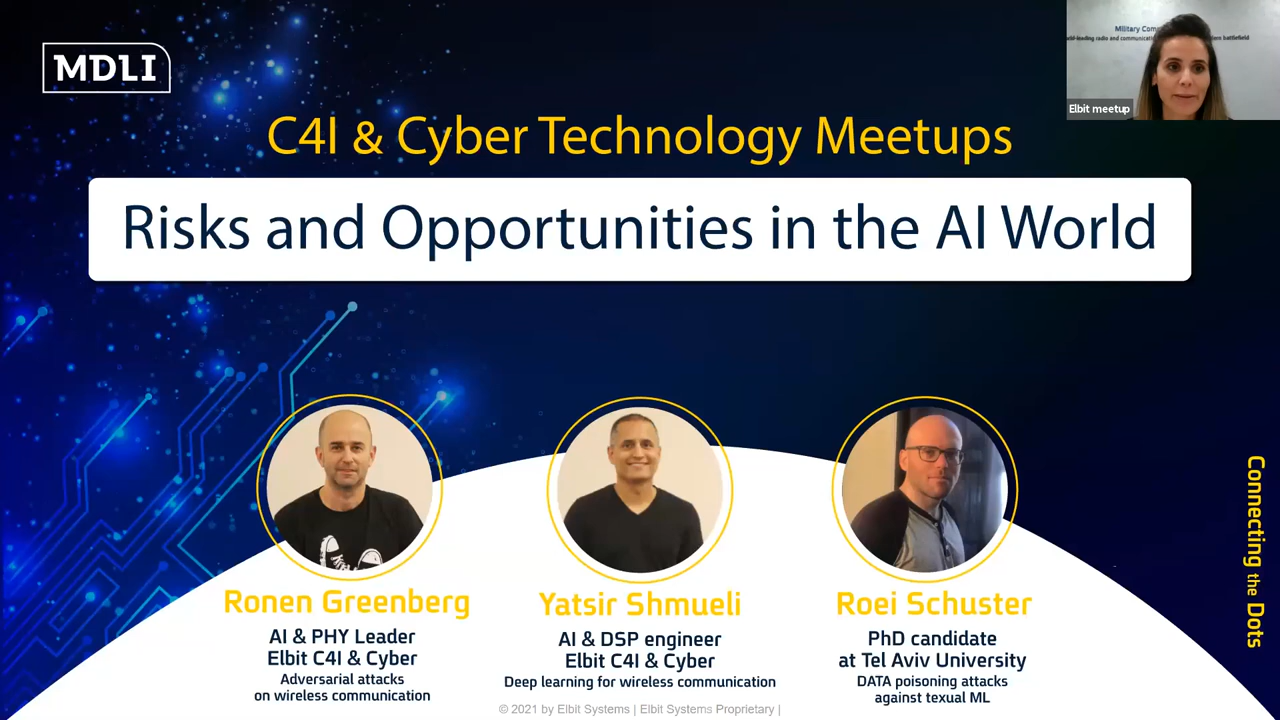 MDLI
Military Com
battlefield
Elbit meetup
C4I & Cyber Technology Meetups
Risks and Opportunities in the AI World
Ronen Greenberg
AI & PHY Leader
Elbit C4I & Cyber
Adversarial attacks
on wireless communication
Yatsir Shmueli
AI & DSP engineer
Elbit C4I & Cyber
Deep learning for wireless communication
Roei Schuster
PhD candidate
at Tel Aviv University
DATA poisoning attacks
against texual ML
Connecting the Dots
© 2021 by Elbit Systems | Elbit Systems Proprietary |